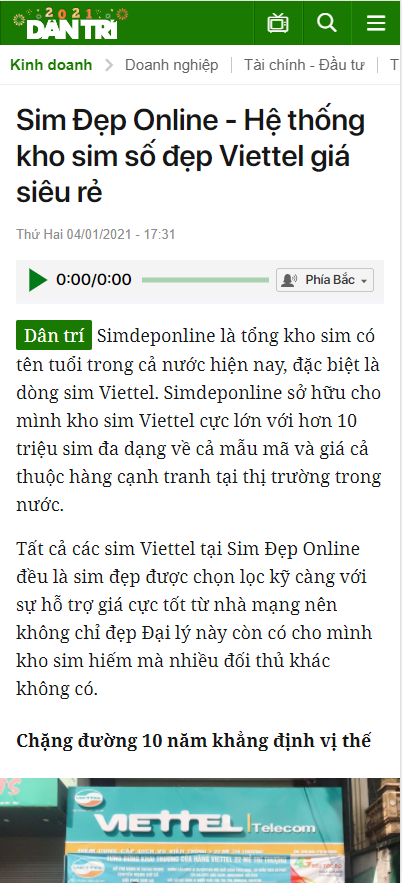 2021
DÂN TRÍ
Kinh doanh
Doanh nghiệp
Tài chính - Đầu tư
T
Sim Đẹp Online - Hệ thống
kho sim số đẹp Viettel giá
siêu rẻ
Thứ Hai 04/01/2021 - 17:31
0:00/0:00
Phía Bắc
Dân trí Simdeponline là tổng kho sim có
tên tuổi trong cả nước hiện nay, đặc biệt là
dòng sim Viettel. Simdeponline sở hữu cho
mình kho sim Viettel cực lớn với hơn 10
triệu sim đa dạng về cả mẫu mã và giá cả
thuộc hàng cạnh tranh tại thị trường trong
nước.
Tất cả các sim Viettel tại Sim Đẹp Online
đều là sim đẹp được chọn lọc kỹ càng với
sự hỗ trợ giá cực tốt từ nhà mạng nên
không chỉ đẹp Đại lý này còn có cho mình
kho sim hiếm mà nhiều đối thủ khác
không có.
Chặng đường 10 năm khẳng định vị thế
VIETTEL Telecom